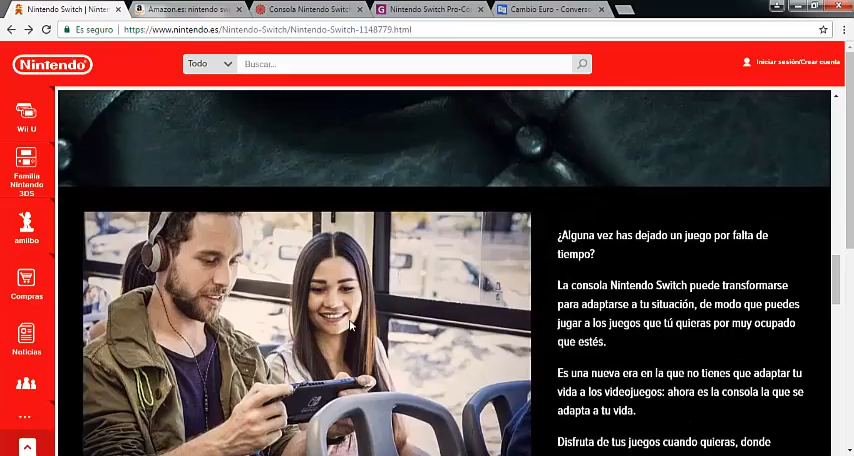 Nintendo Switch | Ninten
Amazon.es: nintendo swi
Consola Nintendo Switch
Nintendo Switch Pro-Co
Cambio Euro - Converso
Es seguro
https://www.nintendo.es/Nintendo-Switch/Nintendo-Switch-1148779.html
Nintendo
Todo
Buscar...
Iniciar sesión/Crear cuenta
Wii U
Familia
Nintendo
3DS
amiibo
Compras
Noticias
...
¿Alguna vez has dejado un juego por falta de
tiempo?
La consola Nintendo Switch puede transformarse
para adaptarse a tu situación, de modo que puedes
jugar a los juegos que tú quieras por muy ocupado
que estés.
Es una nueva era en la que no tienes que adaptar tu
vida a los videojuegos: ahora es la consola la que se
adapta a tu vida.
Disfruta de tus juegos cuando quieras, donde